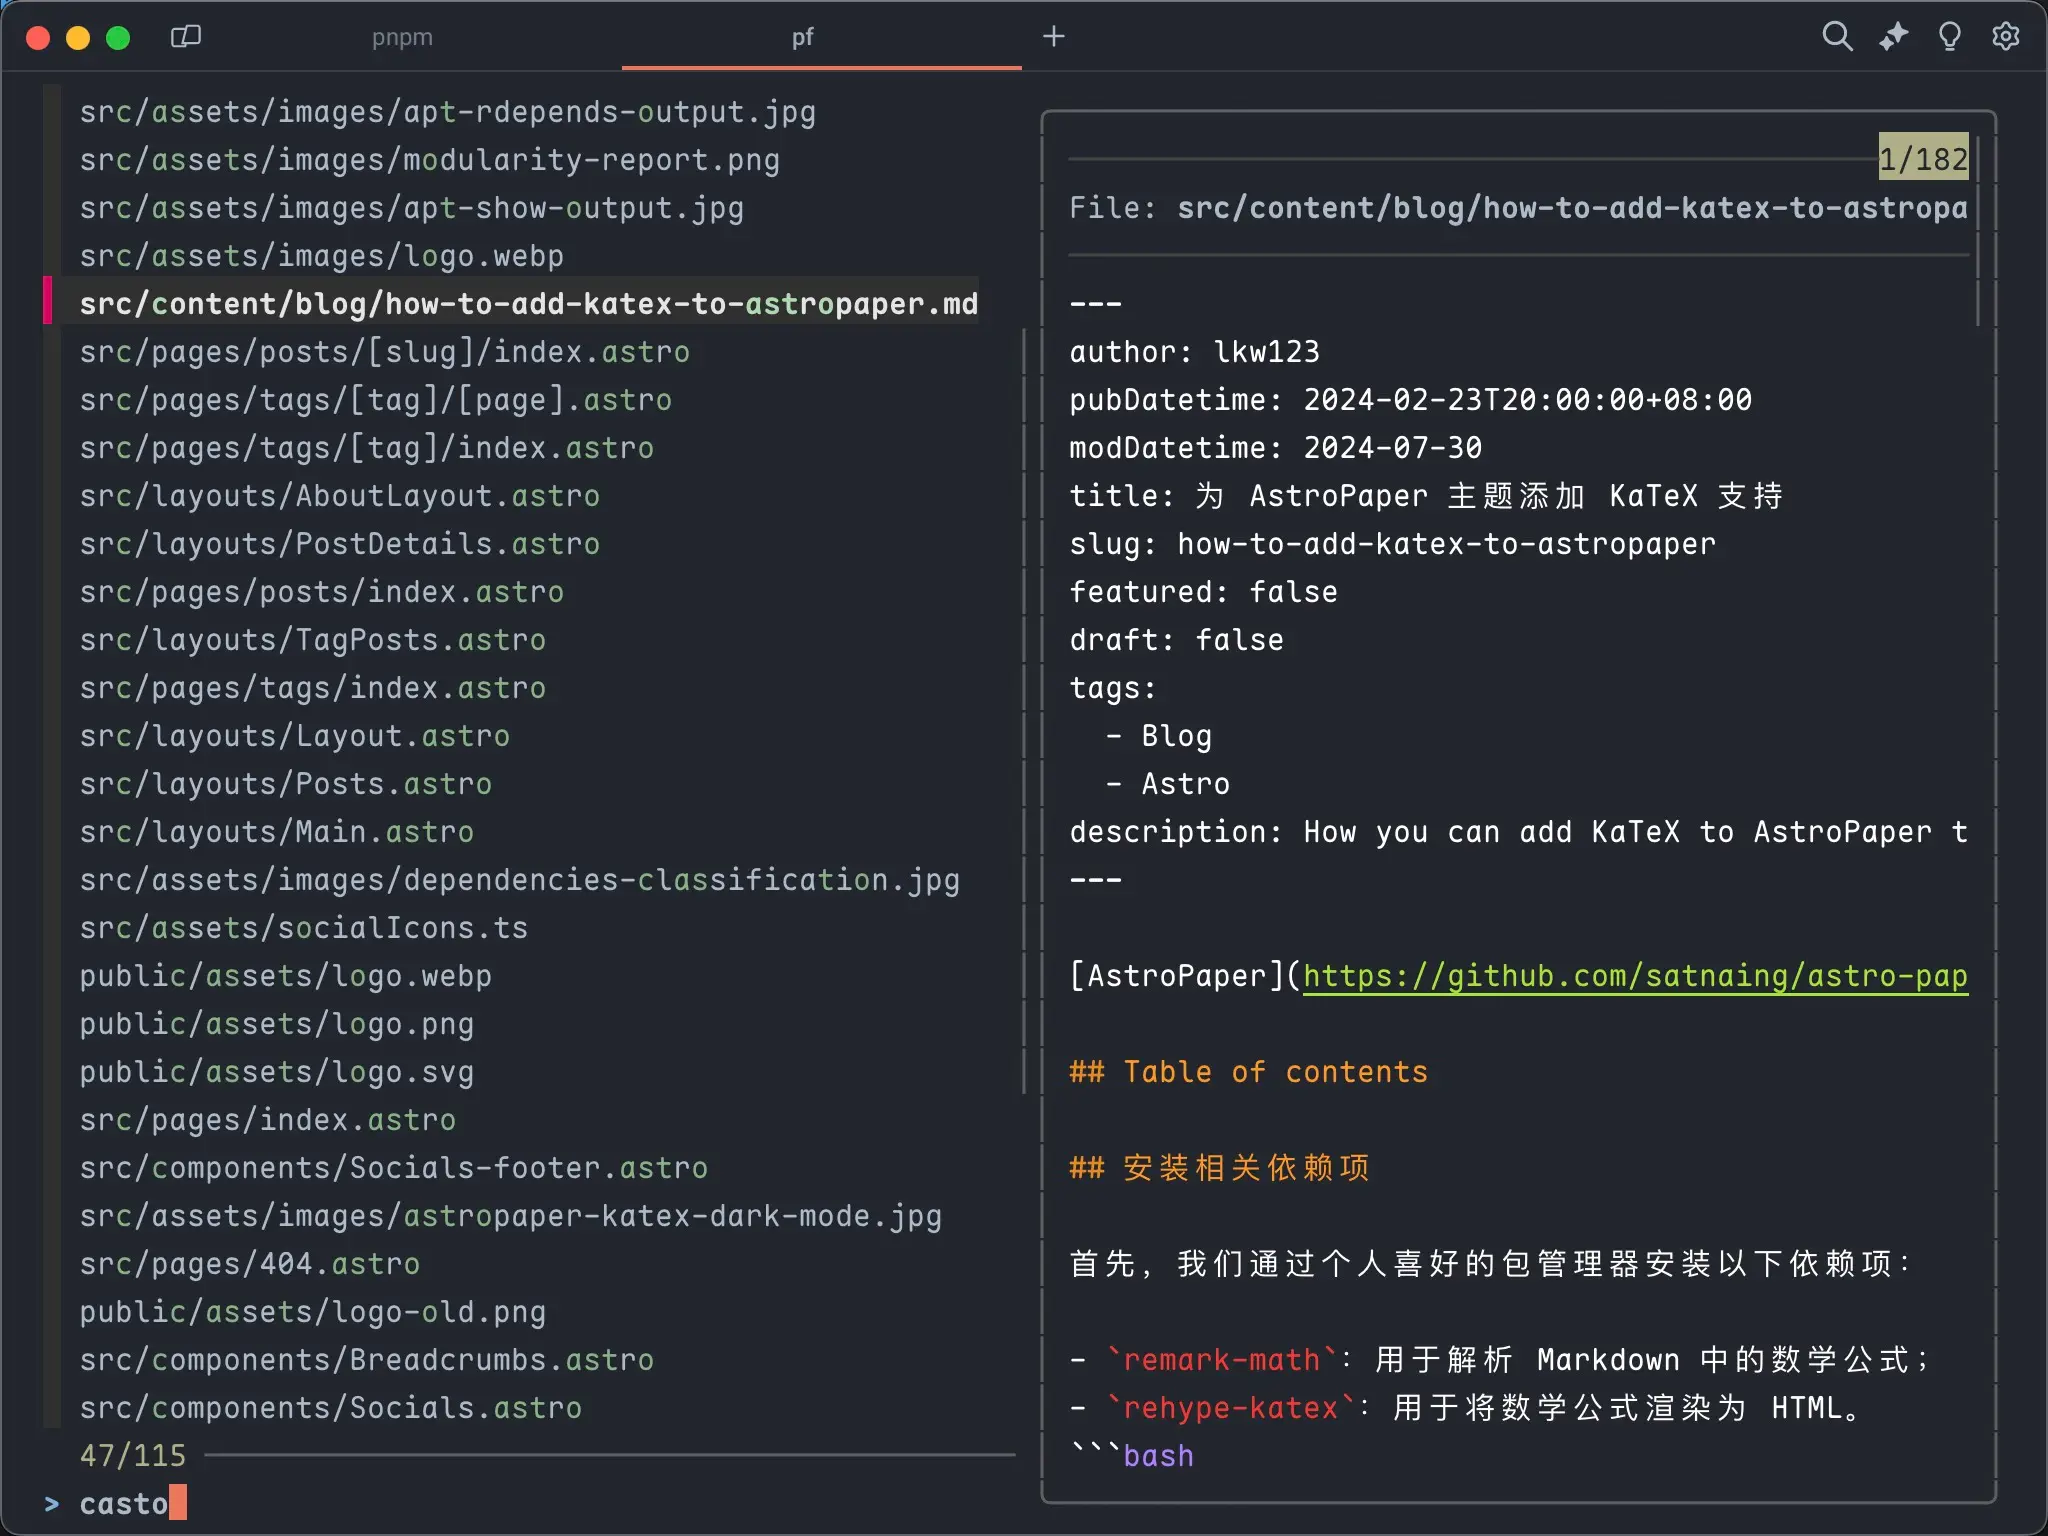 pnpm
pf
src/assets/images/apt-rdepends-output.jpg
src/assets/images/modularity-report.png
src/assets/images/apt-show-output.jpg
src/assets/images/logo.webp
src/content/blog/how-to-add-katex-to-astropaper.md
src/pages/posts/[slug]/index.astro
src/pages/tags/[tag]/[page].astro
src/pages/tags/[tag]/index.astro
src/layouts/AboutLayout.astro
src/layouts/PostDetails.astro
src/pages/posts/index.astro
src/layouts/TagPosts.astro
src/pages/tags/index.astro
src/layouts/Layout.astro
src/layouts/Posts.astro
src/layouts/Main.astro
src/assets/images/dependencies-classification.jpg
src/assets/socialIcons.ts
public/assets/logo.webp
public/assets/logo.png
public/assets/logo.svg
src/pages/index.astro
src/components/Socials-footer.astro
src/assets/images/astropaper-katex-dark-mode.jpg
src/pages/404.astro
public/assets/logo-old.png
src/components/Breadcrumbs.astro
src/components/Socials.astro
47/115
> casto
1/182
File: src/content/blog/how-to-add-katex-to-astropa
---
author: lkw123
pubDatetime: 2024-02-23T20:00:00+08:00
modDatetime: 2024-07-30
title: 为 AstroPaper 主题添加 KaTeX 支持
slug: how-to-add-katex-to-astropaper
featured: false
draft: false
tags:
  - Blog
  - Astro
description: How you can add KaTeX to AstroPaper t
---
[AstroPaper](https://github.com/satnaing/astro-pap
## Table of contents
## 安装相关依赖项
首先，我们通过个人喜好的包管理器安装以下依赖项：
- `remark-math`：用于解析 Markdown 中的数学公式；
- `rehype-katex`：用于将数学公式渲染为 HTML。
```bash